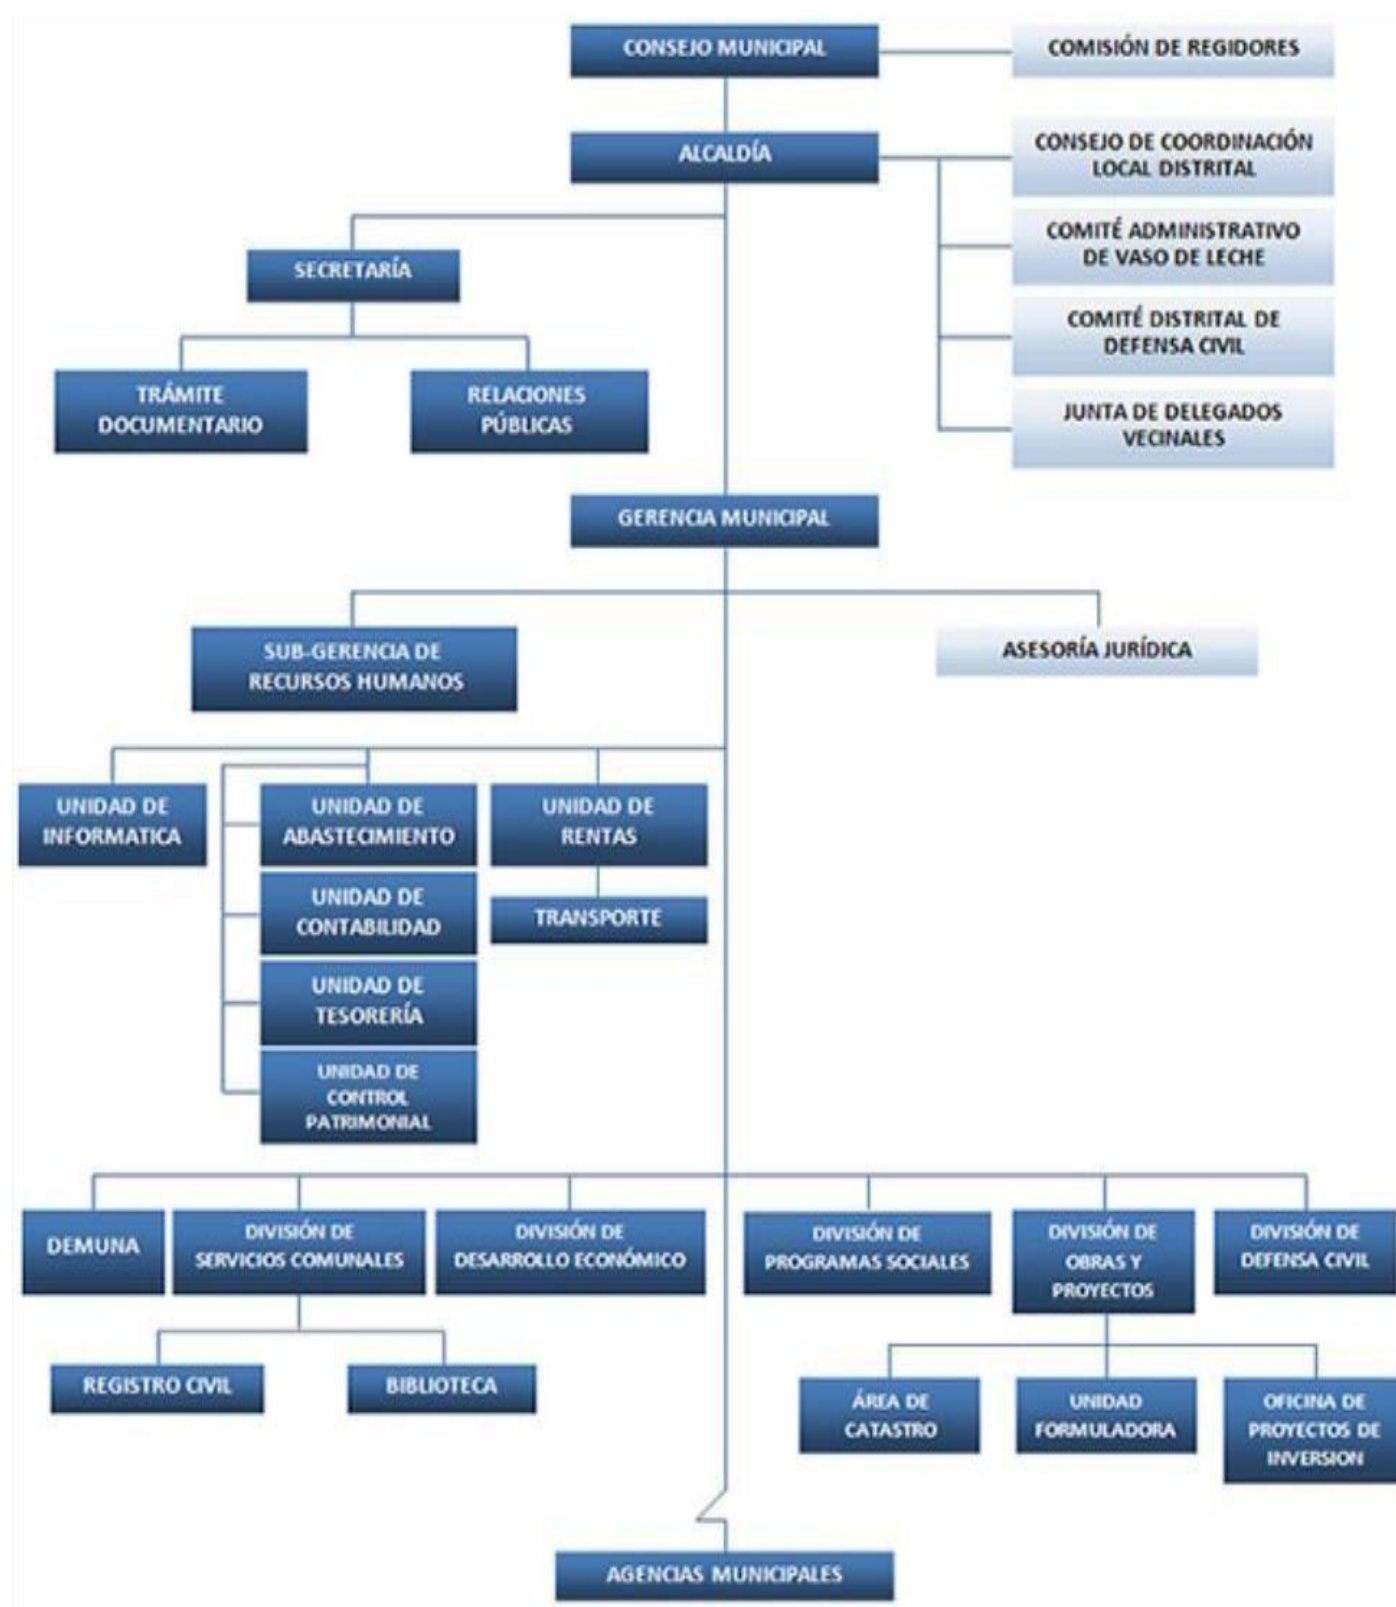 CONSEJO MUNICIPAL
COMISIÓN DE REGIDORES
ALCALDÍA
CONSEJO DE COORDINACIÓN
LOCAL DISTRITAL
COMITÉ ADMINISTRATIVO
DE VASO DE LECHE
COMITÉ DISTRITAL DE
DEFENSA CIVIL
JUNTA DE DELEGADOS
VECINALES
SECRETARÍA
TRÁMITE
DOCUMENTARIO
RELACIONES
PÚBLICAS
GERENCIA MUNICIPAL
SUB-GERENCIA DE
RECURSOS HUMANOS
ASESORÍA JURÍDICA
UNIDAD DE
INFORMATICA
UNIDAD DE
ABASTECIMIENTO
UNIDAD DE
RENTAS
UNIDAD DE
CONTABILIDAD
TRANSPORTE
UNIDAD DE
TESORERÍA
UNIDAD DE
CONTROL
PATRIMONIAL
DEMUNA
DIVISIÓN DE
SERVICIOS COMUNALES
DIVISIÓN DE
DESARROLLO ECONÓMICO
DIVISIÓN DE
PROGRAMAS SOCIALES
DIVISIÓN DE
OBRAS Y
PROYECTOS
DIVISIÓN DE
DEFENSA CIVIL
REGISTRO CIVIL
BIBLIOTECA
ÁREA DE
CATASTRO
UNIDAD
FORMULADORA
OFICINA DE
PROYECTOS DE
INVERSION
AGENCIAS MUNICIPALES